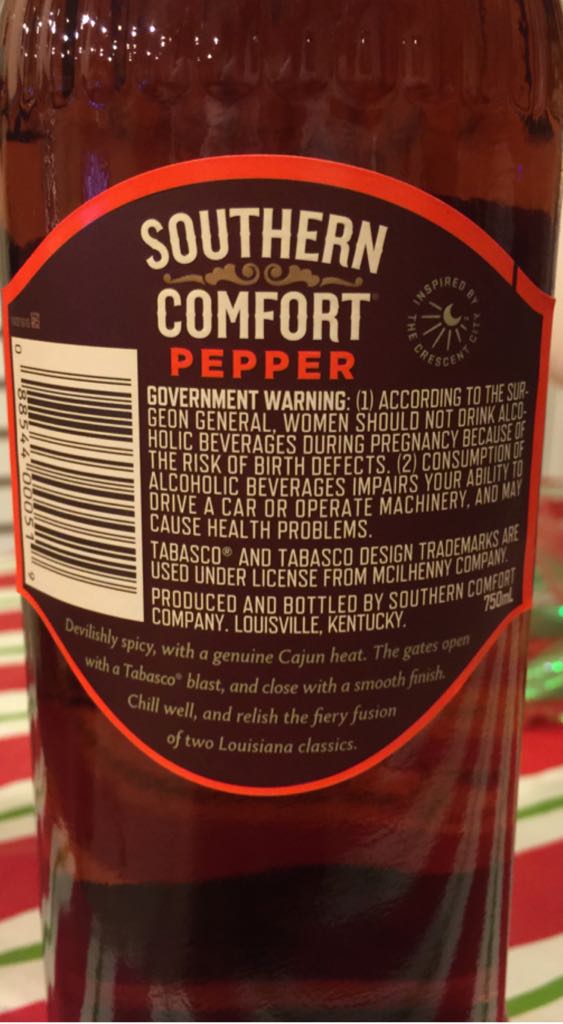 SOUTHERN
COMFORT
PEPPER
INSPIRED BY
THE CRESCENT CITY
GOVERNMENT WARNING: (1) ACCORDING TO THE SUR-
GEON GENERAL, WOMEN SHOULD NOT DRINK ALCO-
HOLIC BEVERAGES DURING PREGNANCY BECAUSE OF
THE RISK OF BIRTH DEFECTS. (2) CONSUMPTION OF
ALCOHOLIC BEVERAGES IMPAIRS YOUR ABILITY TO
DRIVE A CAR OR OPERATE MACHINERY, AND MAY
CAUSE HEALTH PROBLEMS.
TABASCO® AND TABASCO DESIGN TRADEMARKS ARE
USED UNDER LICENSE FROM MCILHENNY COMPANY.
PRODUCED AND BOTTLED BY SOUTHERN COMFORT
COMPANY. LOUISVILLE, KENTUCKY.
750mL
0 88544 00051 9
Devilishly spicy, with a genuine Cajun heat. The gates open
with a Tabasco® blast, and close with a smooth finish.
Chill well, and relish the fiery fusion
of two Louisiana classics.